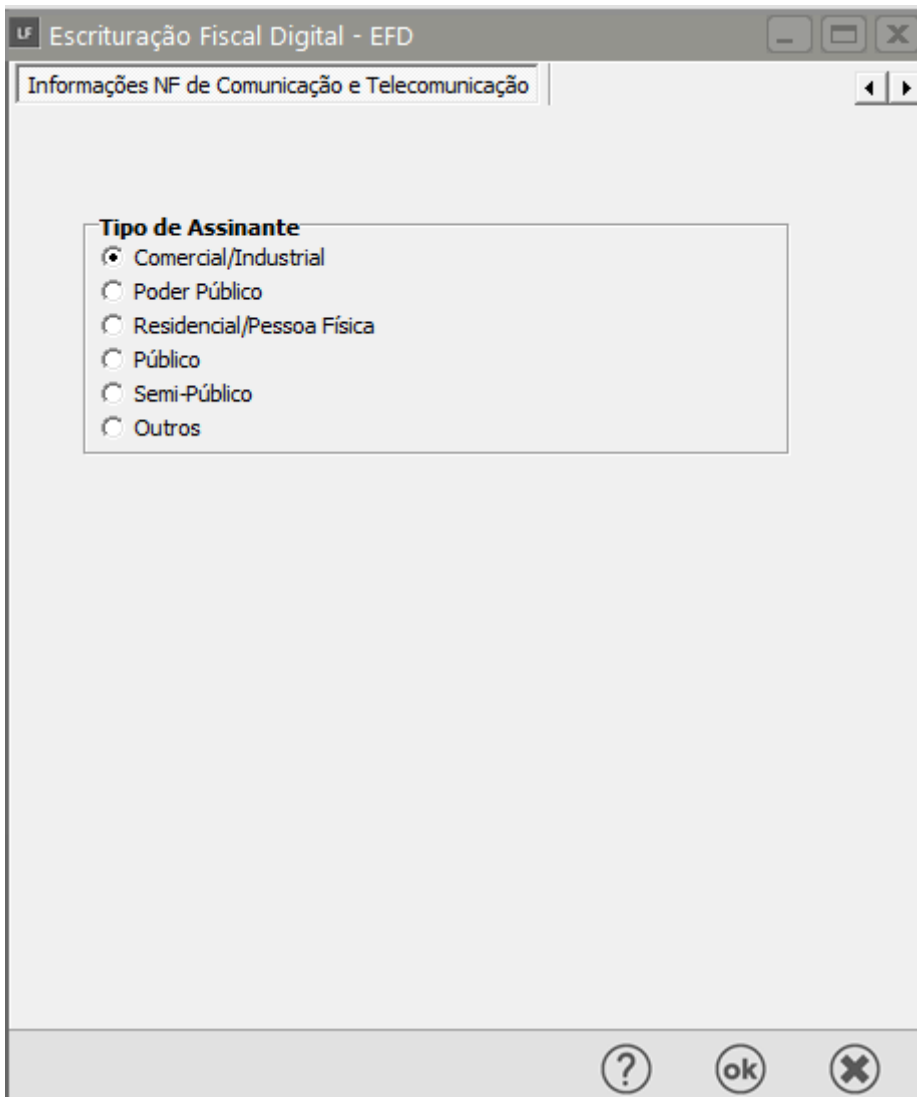 LF Escrituração Fiscal Digital - EFD
Informações NF de Comunicação e Telecomunicação
Tipo de Assinante
Comercial/Industrial
Poder Público
Residencial/Pessoa Física
Público
Semi-Público
Outros
? ok